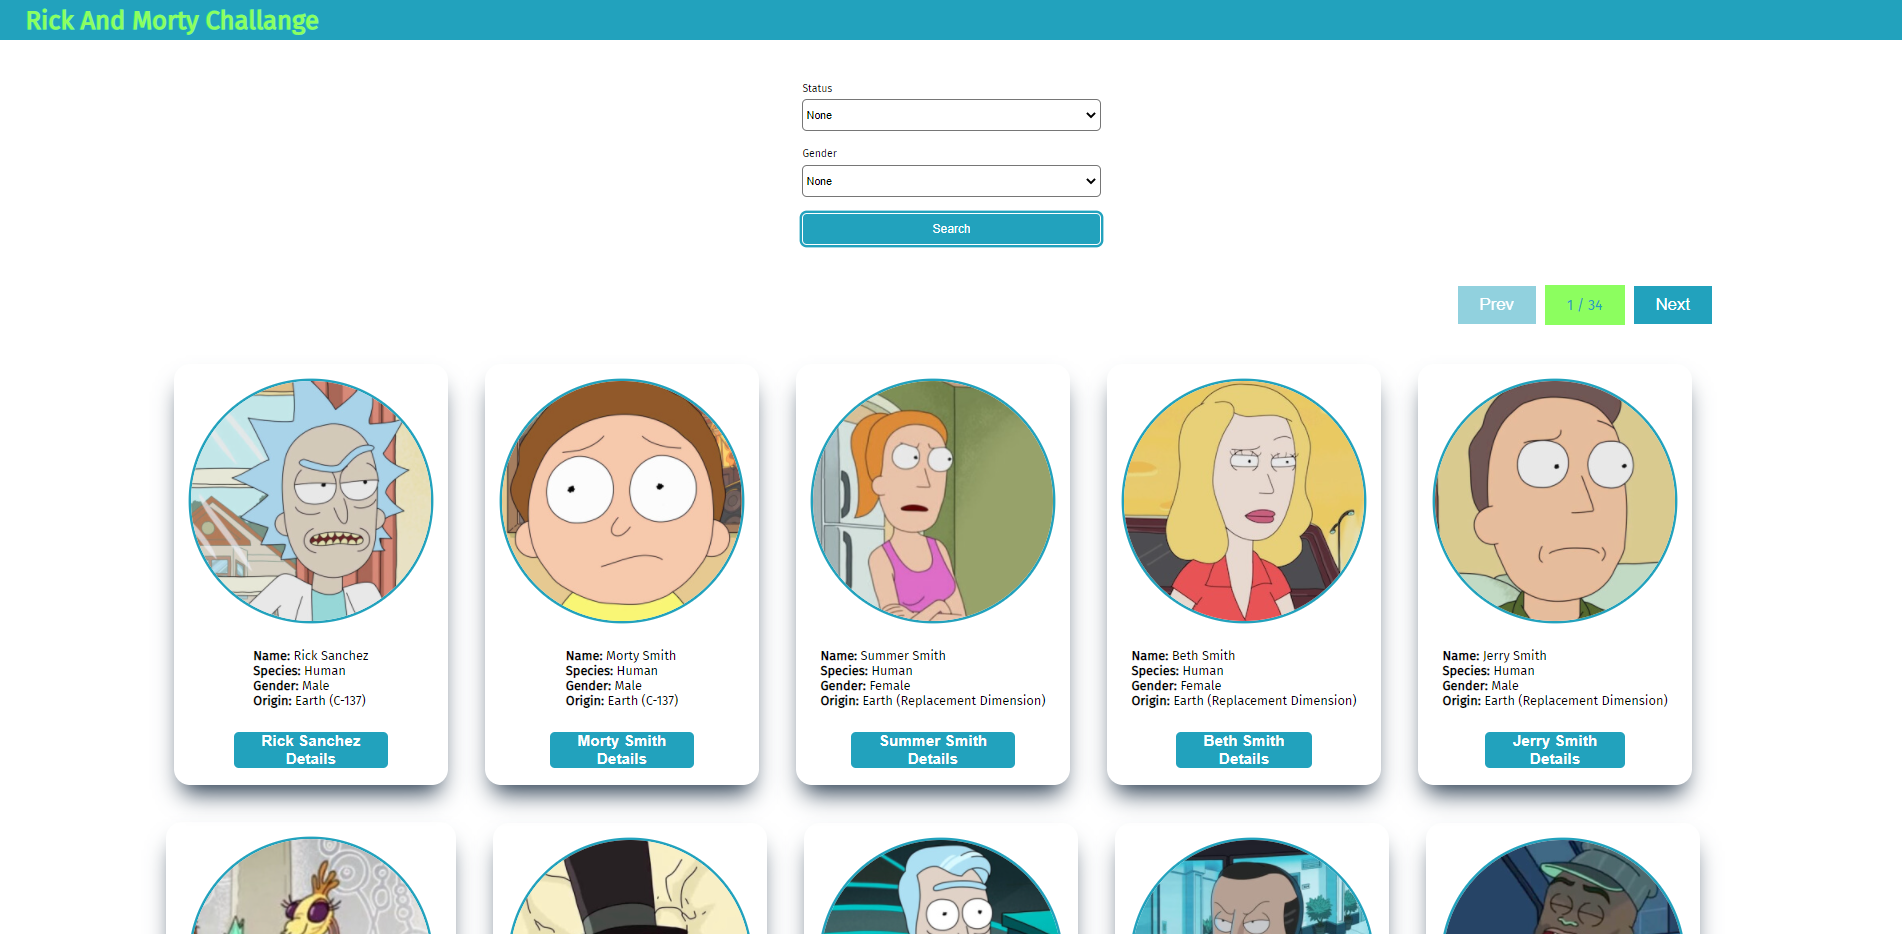 Rick And Morty Challange
Status
None
Gender
None
Search
Prev
1 / 34
Next
Name: Rick Sanchez
Species: Human
Gender: Male
Origin: Earth (C-137)
Rick Sanchez
Details
Name: Morty Smith
Species: Human
Gender: Male
Origin: Earth (C-137)
Morty Smith
Details
Name: Summer Smith
Species: Human
Gender: Female
Origin: Earth (Replacement Dimension)
Summer Smith
Details
Name: Beth Smith
Species: Human
Gender: Female
Origin: Earth (Replacement Dimension)
Beth Smith
Details
Name: Jerry Smith
Species: Human
Gender: Male
Origin: Earth (Replacement Dimension)
Jerry Smith
Details